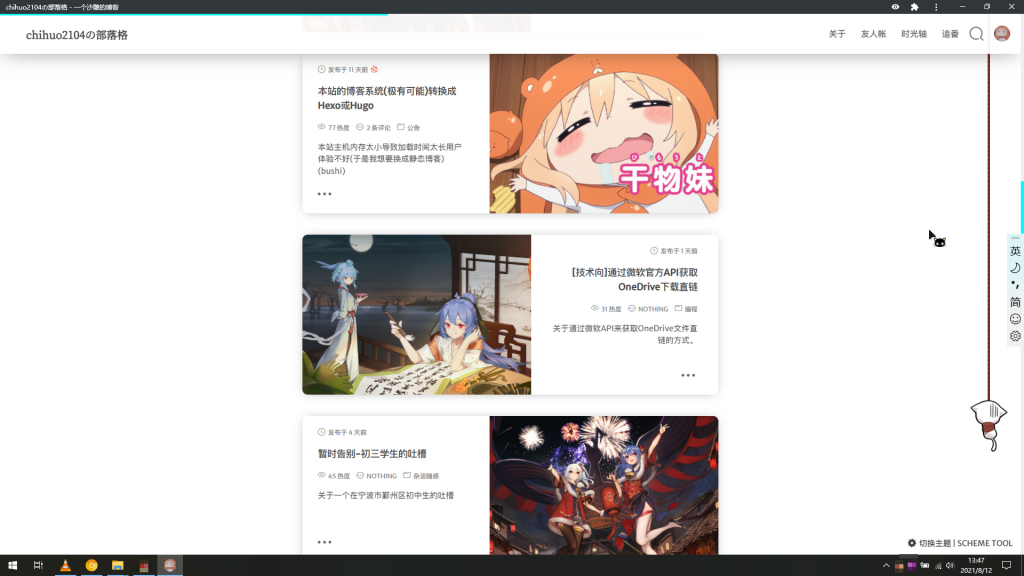 chihuo2104の部落格 - 一个沙雕的博客
chihuo2104の部落格
关于 友人帐 时光轴 追番
发布于 11 天前
本站的博客系统(极有可能)转换成
Hexo或Hugo
77 热度 2 条评论 公告
本站主机内存太小导致加载时间太长用户
体验不好(于是我想要换成静态博客)
(bushi)
ひもうと
干物妹
发布于 1 天前
[技术向]通过微软官方API获取
OneDrive下载直链
31 热度 NOTHING 编程
关于通过微软API来获取OneDrive文件直
链的方式。
发布于 4 天前
暂时告别-初三学生的吐槽
45 热度 NOTHING 杂谈随感
关于一个在宁波市鄞州区初中生的吐槽
英
简
切换主题 | SCHEME TOOL
13:47
2021/8/12